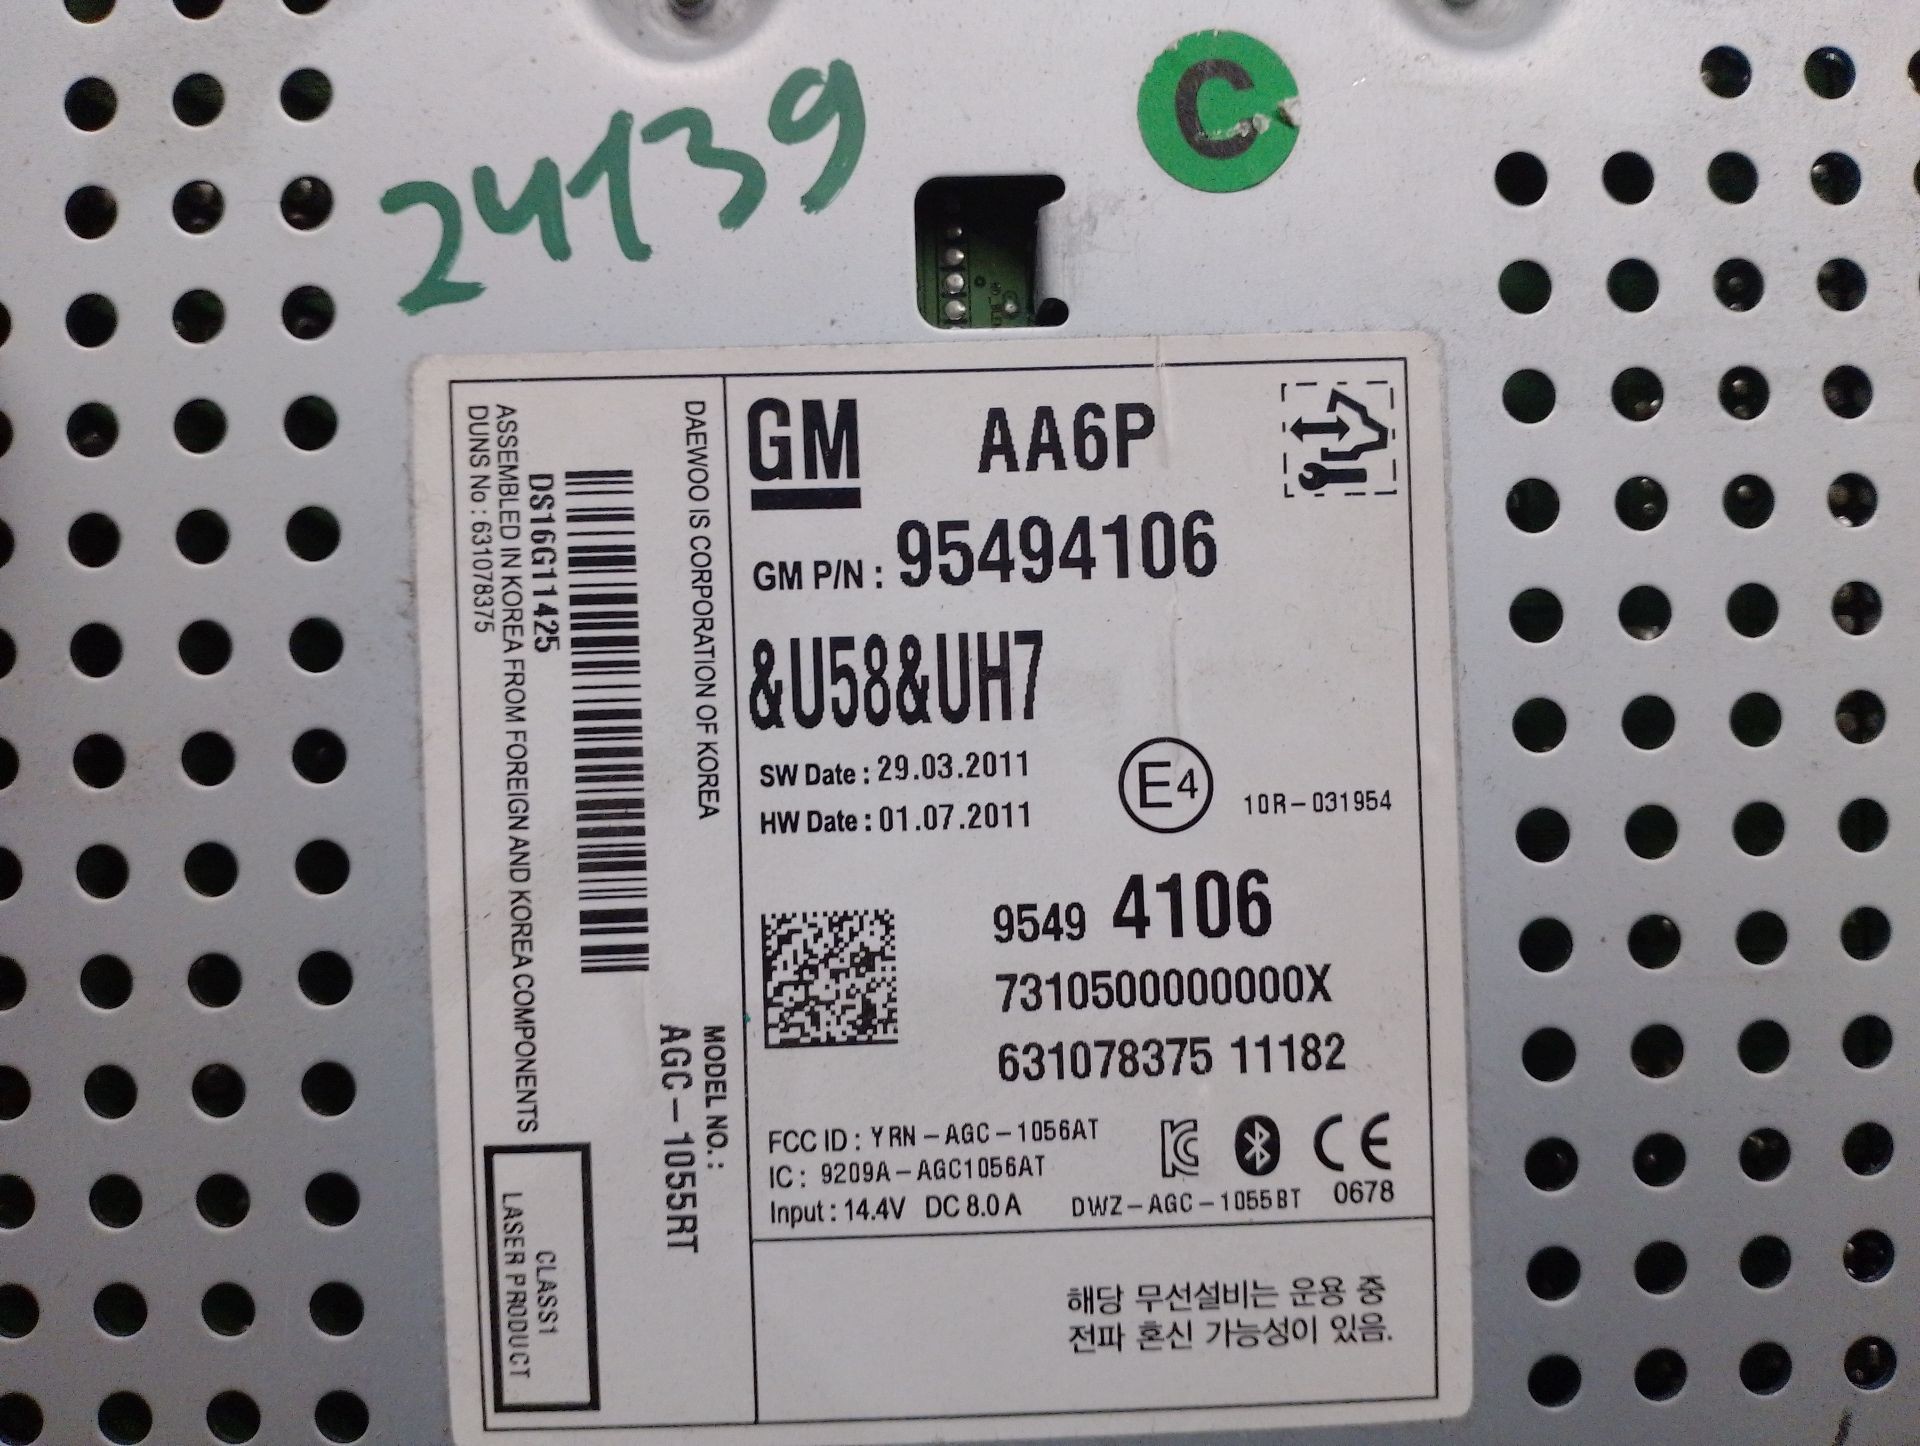 24139
C
GM AA6P
GM P/N : 95494106
&U58&UH7
SW Date : 29.03.2011
HW Date : 01.07.2011
E4 10R-031954
9549 4106
7310500000000X
631078375 11182
FCC ID : YRN-AGC-1056AT
IC : 9209A-AGC1056AT
Input : 14.4V DC 8.0 A
DWZ-AGC-1055BT
CE 0678
해당 무선설비는 운용 중
전파 혼신 가능성이 있음.
DAEWOO IS CORPORATION OF KOREA
MODEL NO. :
AGC-1055RT
DS16G11425
ASSEMBLED IN KOREA FROM FOREIGN AND KOREA COMPONENTS
DUNS No : 631078375
CLASS1
LASER PRODUCT